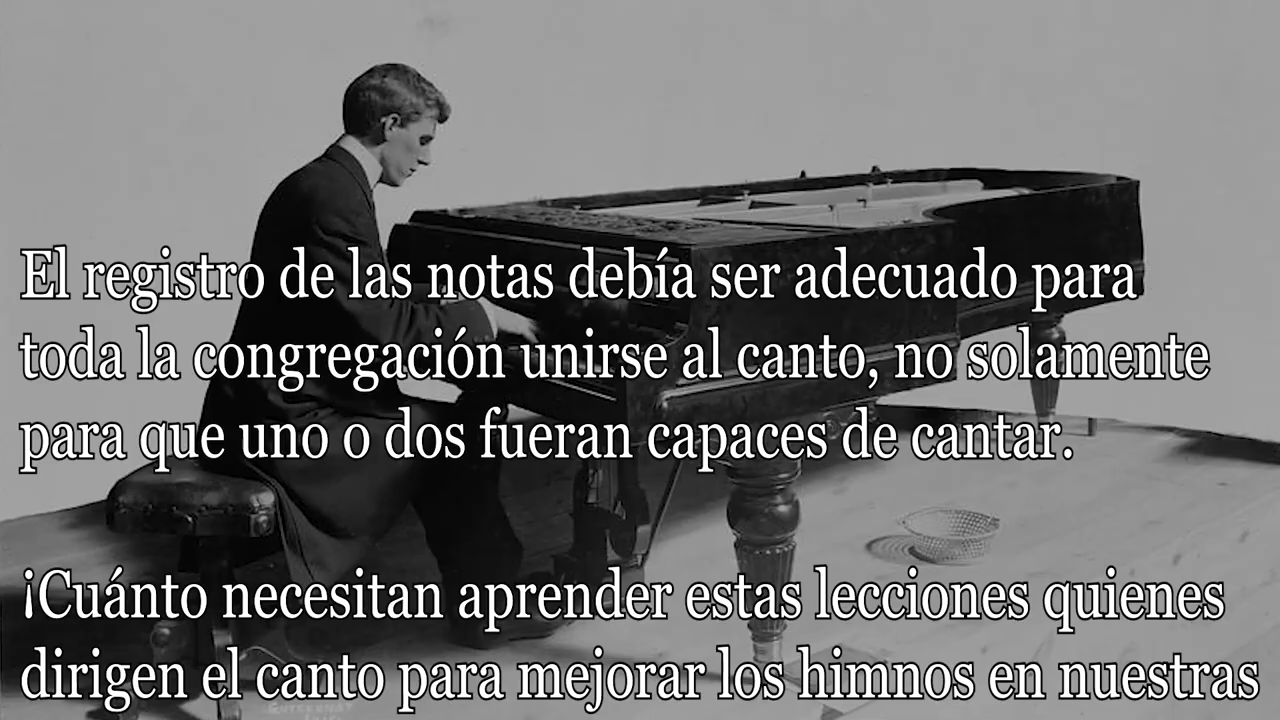 El registro de las notas debía ser adecuado para
toda la congregación unirse al canto, no solamente
para que uno o dos fueran capaces de cantar.
¡Cuánto necesitan aprender estas lecciones quienes
dirigen el canto para mejorar los himnos en nuestras